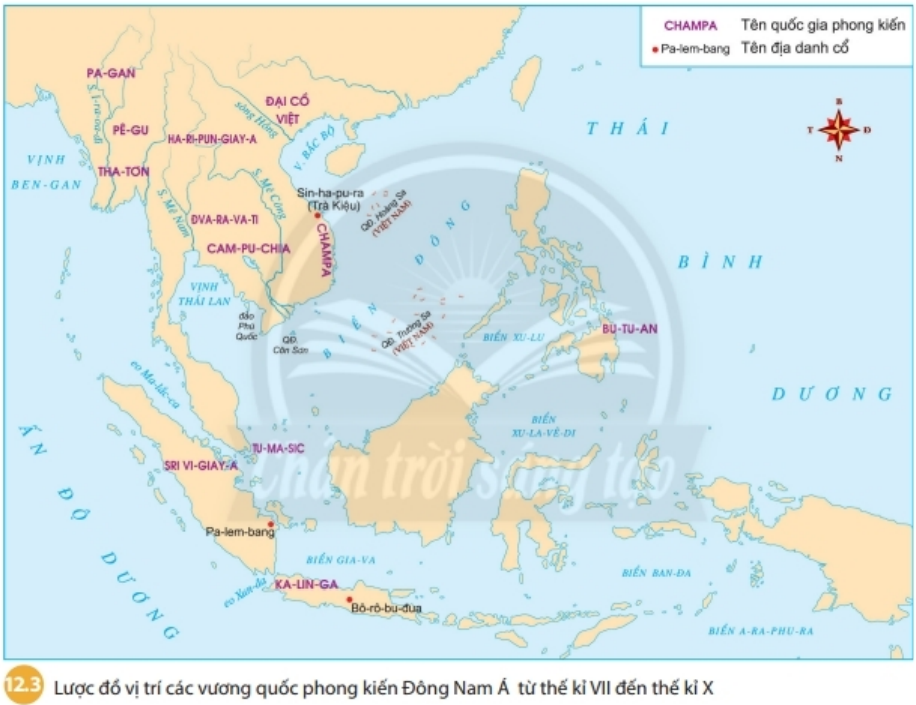 CHAMPA Tên quốc gia phong kiến
Pa-lem-bang Tên địa danh cổ
B
T Đ
N
PA-GAN
S. I-ra-oa-đi
PÊ-GU
THA-TƠN
HA-RI-PUN-GIAY-A
sông Hồng
ĐẠI CỒ
VIỆT
V. BẮC BỘ
VỊNH
BEN-GAN
S. Mê Nam
S. Mê Công
ĐVA-RA-VA-TI
CAM-PU-CHIA
Sin-ha-pu-ra
(Trà Kiệu)
CHAMPA
QĐ. Hoàng Sa
(VIỆT NAM)
THÁI
BÌNH
DƯƠNG
BIỂN ĐÔNG
VỊNH
THÁI LAN
đảo
Phú
Quốc
QĐ.
Côn Sơn
QĐ. Trường Sa
(VIỆT NAM)
BIỂN XU-LU
BU-TU-AN
BIỂN
XU-LA-VÊ-DI
eo Ma-lắc-ca
TU-MA-SIC
SRI VI-GIAY-A
chân trời sáng tạo
Pa-lem-bang
ẤN ĐỘ DƯƠNG
BIỂN GIA-VA
eo Xun-đa
KA-LIN-GA
Bô-rô-bu-đua
BIỂN BAN-ĐA
BIỂN A-RA-PHU-RA
12.3 Lược đồ vị trí các vương quốc phong kiến Đông Nam Á từ thế kỉ VII đến thế kỉ X